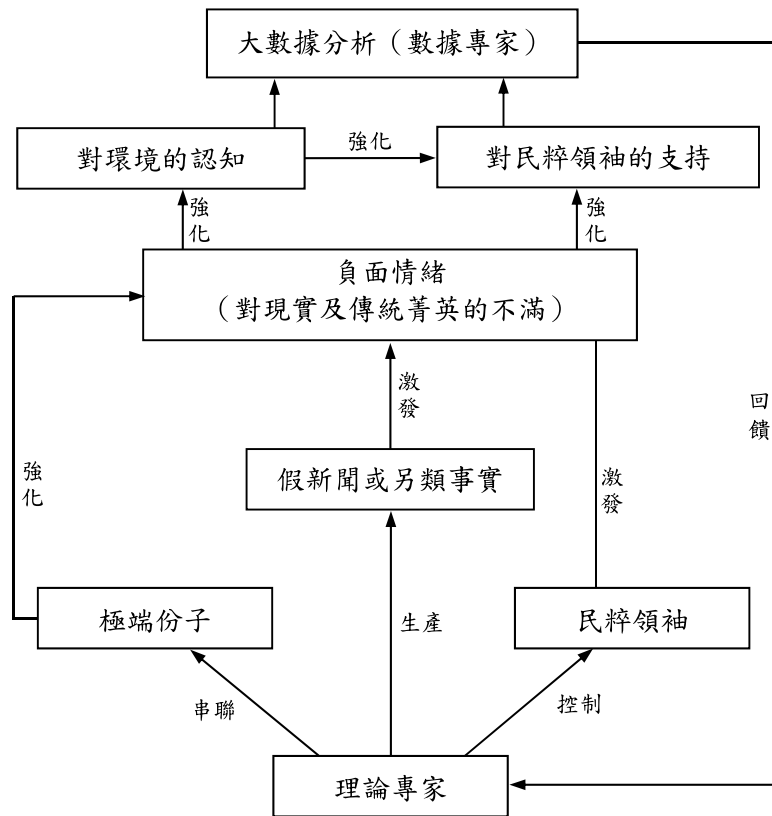 大數據分析（數據專家）
對環境的認知
強化
對民粹領袖的支持
強化
強化
負面情緒
（對現實及傳統菁英的不滿）
激發
回饋
強化
假新聞或另類事實
激發
極端份子
生產
民粹領袖
串聯
控制
理論專家